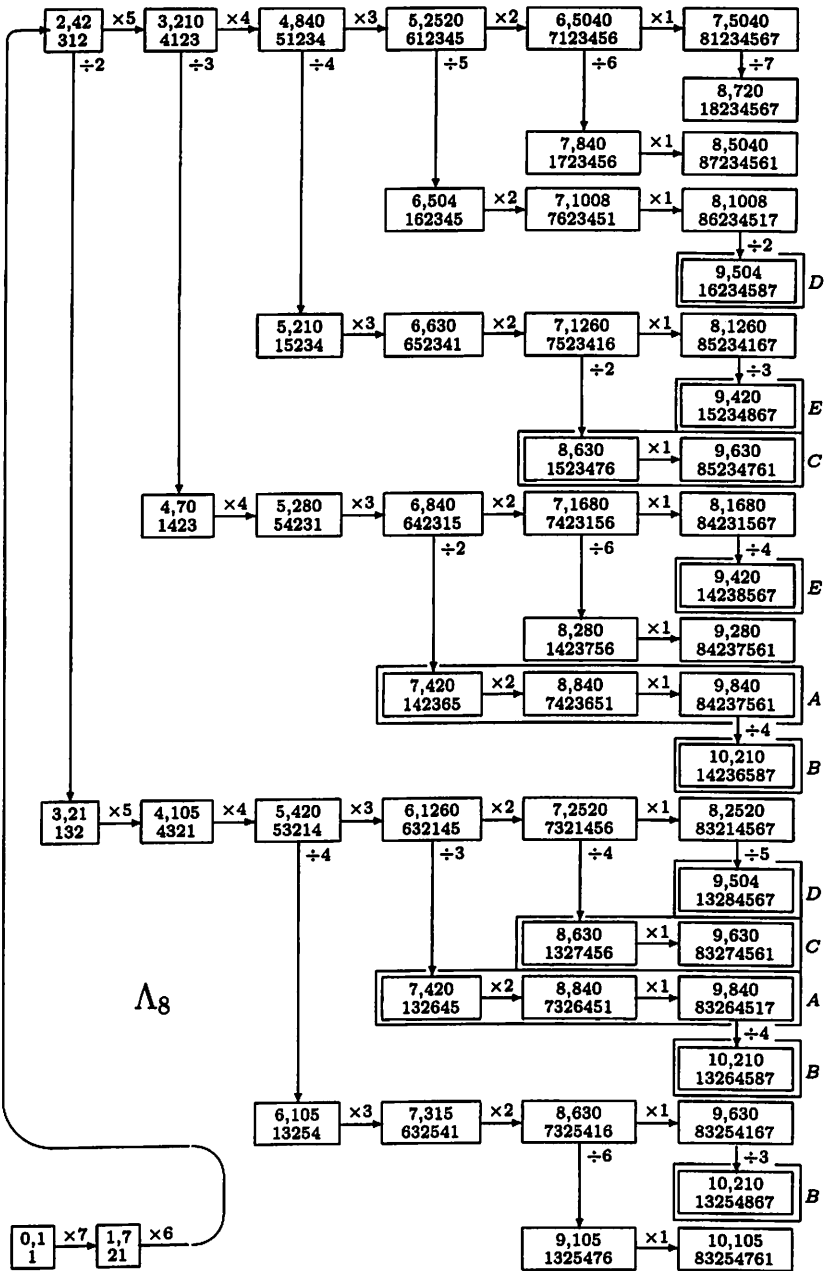 2,42 ×5 3,210 ×4 4,840 ×3 5,2520 ×2 6,5040 ×1 7,5040
312 4123 51234 612345 7123456 81234567
÷2 ÷3 ÷4 ÷5 ÷6 ÷7
8,720
18234567
7,840 ×1 8,5040
1723456 87234561
6,504 ×2 7,1008 ×1 8,1008
162345 7623451 86234517
÷2
9,504 D
16234587
5,210 ×3 6,630 ×2 7,1260 ×1 8,1260
15234 652341 7523416 85234167
÷2 ÷3
9,420 E
15234867
8,630 ×1 9,630 C
1523476 85234761
4,70 ×4 5,280 ×3 6,840 ×2 7,1680 ×1 8,1680
1423 54231 642315 7423156 84231567
÷2 ÷6 ÷4
9,420 E
14238567
8,280 ×1 9,280
1423756 84237561
7,420 ×2 8,840 ×1 9,840 A
142365 7423651 84237561
÷4
10,210 B
14236587
3,21 ×5 4,105 ×4 5,420 ×3 6,1260 ×2 7,2520 ×1 8,2520
132 4321 53214 632145 7321456 83214567
÷4 ÷3 ÷4 ÷5
9,504 D
13284567
8,630 ×1 9,630 C
1327456 83274561
7,420 ×2 8,840 ×1 9,840 A
132645 7326451 83264517
Λ8
÷4
10,210 B
13264587
6,105 ×3 7,315 ×2 8,630 ×1 9,630
13254 632541 7325416 83254167
÷6 ÷3
10,210 B
13254867
0,1 ×7 1,7 ×6 9,105 ×1 10,105
1 21 1325476 83254761